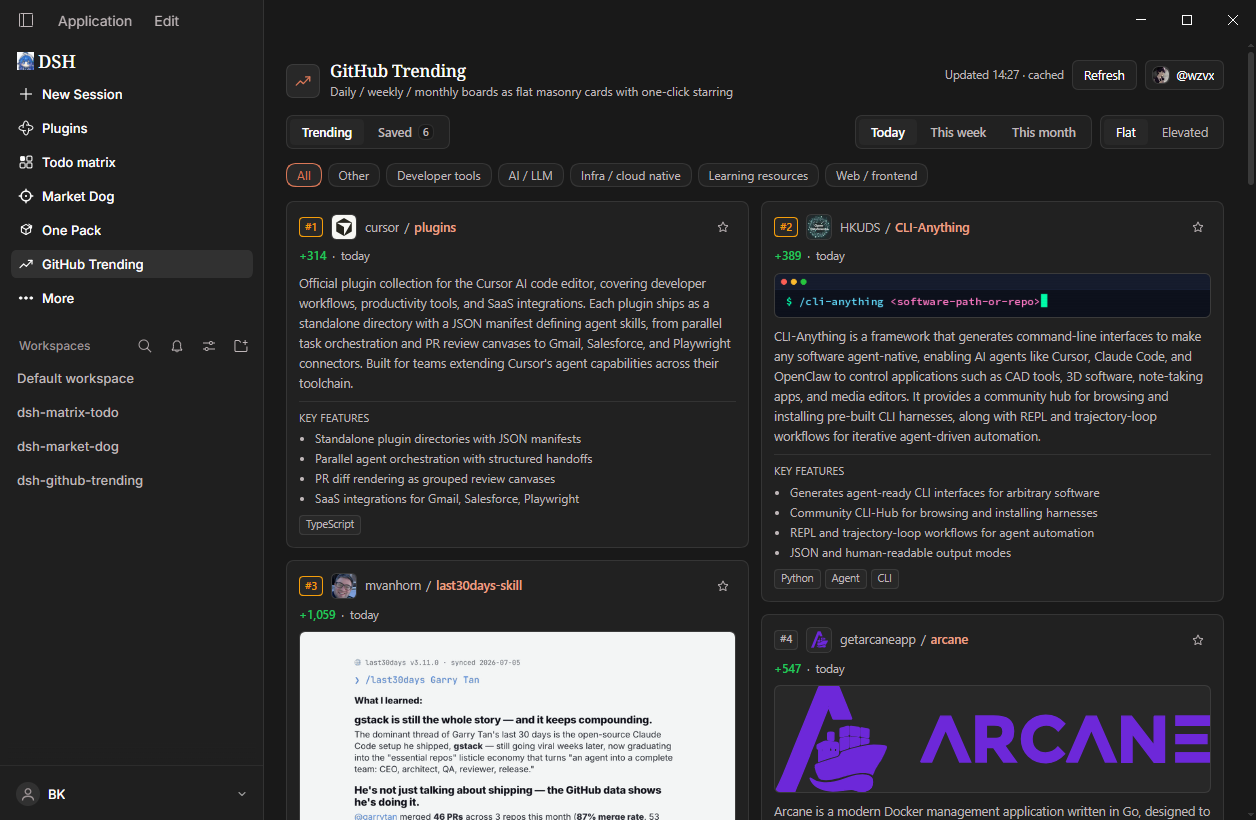 Application Edit
DSH
New Session
Plugins
Todo matrix
Market Dog
One Pack
GitHub Trending
More
Workspaces
Default workspace
dsh-matrix-todo
dsh-market-dog
dsh-github-trending
BK
GitHub Trending
Daily / weekly / monthly boards as flat masonry cards with one-click starring
Updated 14:27 · cached
Refresh
@wzvx
Trending Saved 6
Today This week This month
Flat Elevated
All Other Developer tools AI / LLM Infra / cloud native Learning resources Web / frontend
#1 cursor / plugins
+314 · today
Official plugin collection for the Cursor AI code editor, covering developer
workflows, productivity tools, and SaaS integrations. Each plugin ships as a
standalone directory with a JSON manifest defining agent skills, from parallel
task orchestration and PR review canvases to Gmail, Salesforce, and Playwright
connectors. Built for teams extending Cursor's agent capabilities across their
toolchain.
KEY FEATURES
• Standalone plugin directories with JSON manifests
• Parallel agent orchestration with structured handoffs
• PR diff rendering as grouped review canvases
• SaaS integrations for Gmail, Salesforce, Playwright
TypeScript
#2 HKUDS / CLI-Anything
+389 · today
$ /cli-anything <software-path-or-repo>
CLI-Anything is a framework that generates command-line interfaces to make
any software agent-native, enabling AI agents like Cursor, Claude Code, and
OpenClaw to control applications such as CAD tools, 3D software, note-taking
apps, and media editors. It provides a community hub for browsing and
installing pre-built CLI harnesses, along with REPL and trajectory-loop
workflows for iterative agent-driven automation.
KEY FEATURES
• Generates agent-ready CLI interfaces for arbitrary software
• Community CLI-Hub for browsing and installing harnesses
• REPL and trajectory-loop workflows for agent automation
• JSON and human-readable output modes
Python Agent CLI
#3 mvanhorn / last30days-skill
+1,059 · today
@ last30days v3.11.0 · synced 2026-07-05
❯ /last30days Garry Tan
What I learned:
gstack is still the whole story — and it keeps compounding.
The dominant thread of Garry Tan's last 30 days is the open-source Claude
Code setup he shipped, gstack — still going viral weeks later, now graduating
into the "essential repos" listicle economy that turns "an agent into a complete
team: CEO, architect, QA, reviewer, release."
He's not just talking about shipping — the GitHub data shows
he's doing it.
@garrytan merged 46 PRs across 3 repos this month (87% merge rate, 53
#4 getarcaneapp / arcane
+547 · today
ARCANE
Arcane is a modern Docker management application written in Go, designed to